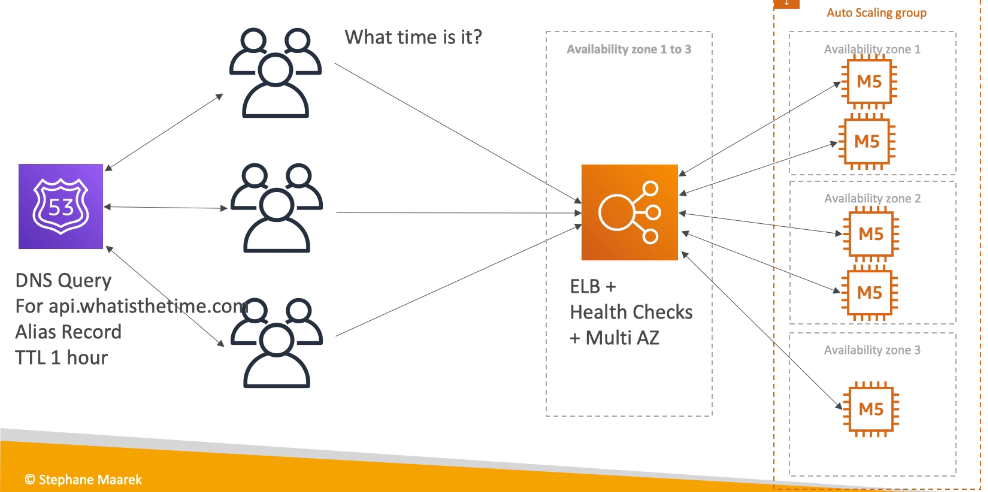 Auto Scaling group
What time is it?
Availability zone 1 to 3
Availability zone 1
M5
M5
53
Availability zone 2
M5
M5
DNS Query
For api.whatisthetime.com
Alias Record
TTL 1 hour
ELB +
Health Checks
+ Multi AZ
Availability zone 3
M5
© Stephane Maarek